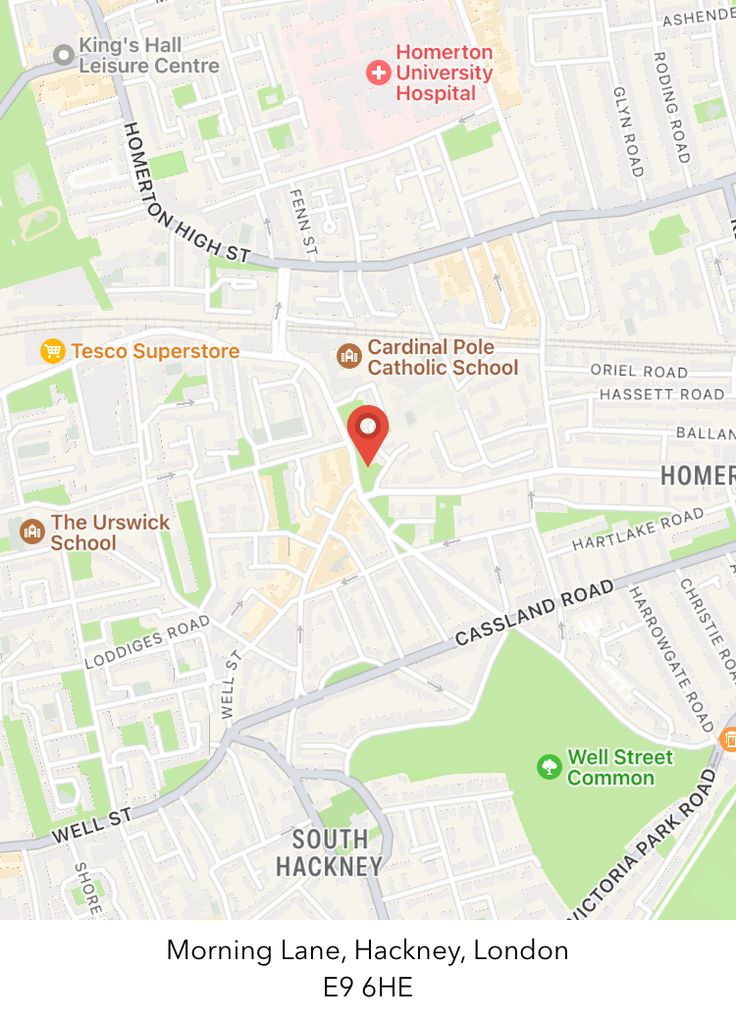 ASHENDE
King's Hall
Leisure Centre
Homerton
University
Hospital
RODING ROAD
GLYN ROAD
HOMERTON HIGH ST
FENN ST
Tesco Superstore
Cardinal Pole
Catholic School
ORIEL ROAD
HASSETT ROAD
BALLAN
HOMER
The Urswick
School
HARTLAKE ROAD
CASSLAND ROAD
CHRISTIE ROA
HARROWGATE ROAD
LODDIGES ROAD
WELL ST
Well Street
Common
WELL ST
VICTORIA PARK ROAD
SOUTH
HACKNEY
SHORE
Morning Lane, Hackney, London
E9 6HE